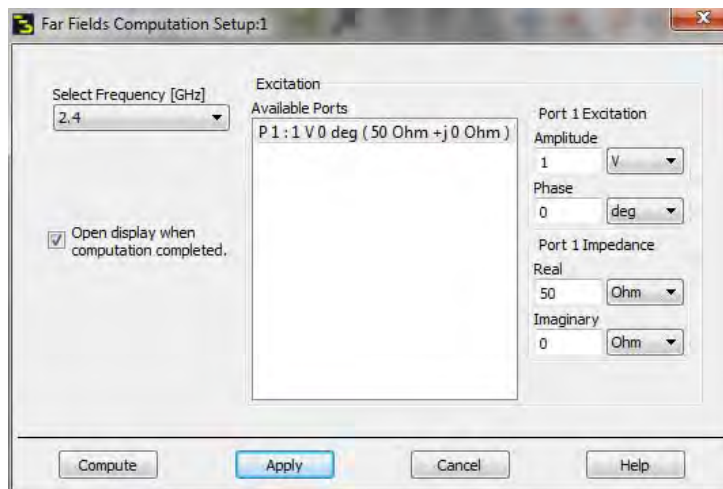 Far Fields Computation Setup:1
Select Frequency [GHz]
2.4
Open display when
computation completed.
Excitation
Available Ports
P 1 : 1 V 0 deg ( 50 Ohm +j 0 Ohm )
Port 1 Excitation
Amplitude
1 V
Phase
0 deg
Port 1 Impedance
Real
50 Ohm
Imaginary
0 Ohm
Compute Apply Cancel Help